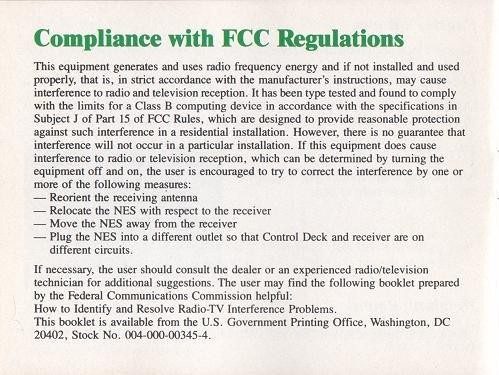 Compliance with FCC Regulations
This equipment generates and uses radio frequency energy and if not installed and used
properly, that is, in strict accordance with the manufacturer's instructions, may cause
interference to radio and television reception. It has been type tested and found to comply
with the limits for a Class B computing device in accordance with the specifications in
Subject J of Part 15 of FCC Rules, which are designed to provide reasonable protection
against such interference in a residential installation. However, there is no guarantee that
interference will not occur in a particular installation. If this equipment does cause
interference to radio or television reception, which can be determined by turning the
equipment off and on, the user is encouraged to try to correct the interference by one or
more of the following measures:
— Reorient the receiving antenna
— Relocate the NES with respect to the receiver
— Move the NES away from the receiver
— Plug the NES into a different outlet so that Control Deck and receiver are on
different circuits.
If necessary, the user should consult the dealer or an experienced radio/television
technician for additional suggestions. The user may find the following booklet prepared
by the Federal Communications Commission helpful:
How to Identify and Resolve Radio-TV Interference Problems.
This booklet is available from the U.S. Government Printing Office, Washington, DC
20402, Stock No. 004-000-00345-4.